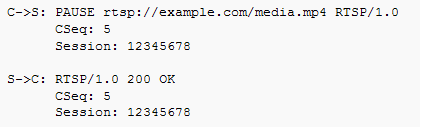 C->S: PAUSE rtsp://example.com/media.mp4 RTSP/1.0
CSeq: 5
Session: 12345678
S->C: RTSP/1.0 200 OK
CSeq: 5
Session: 12345678